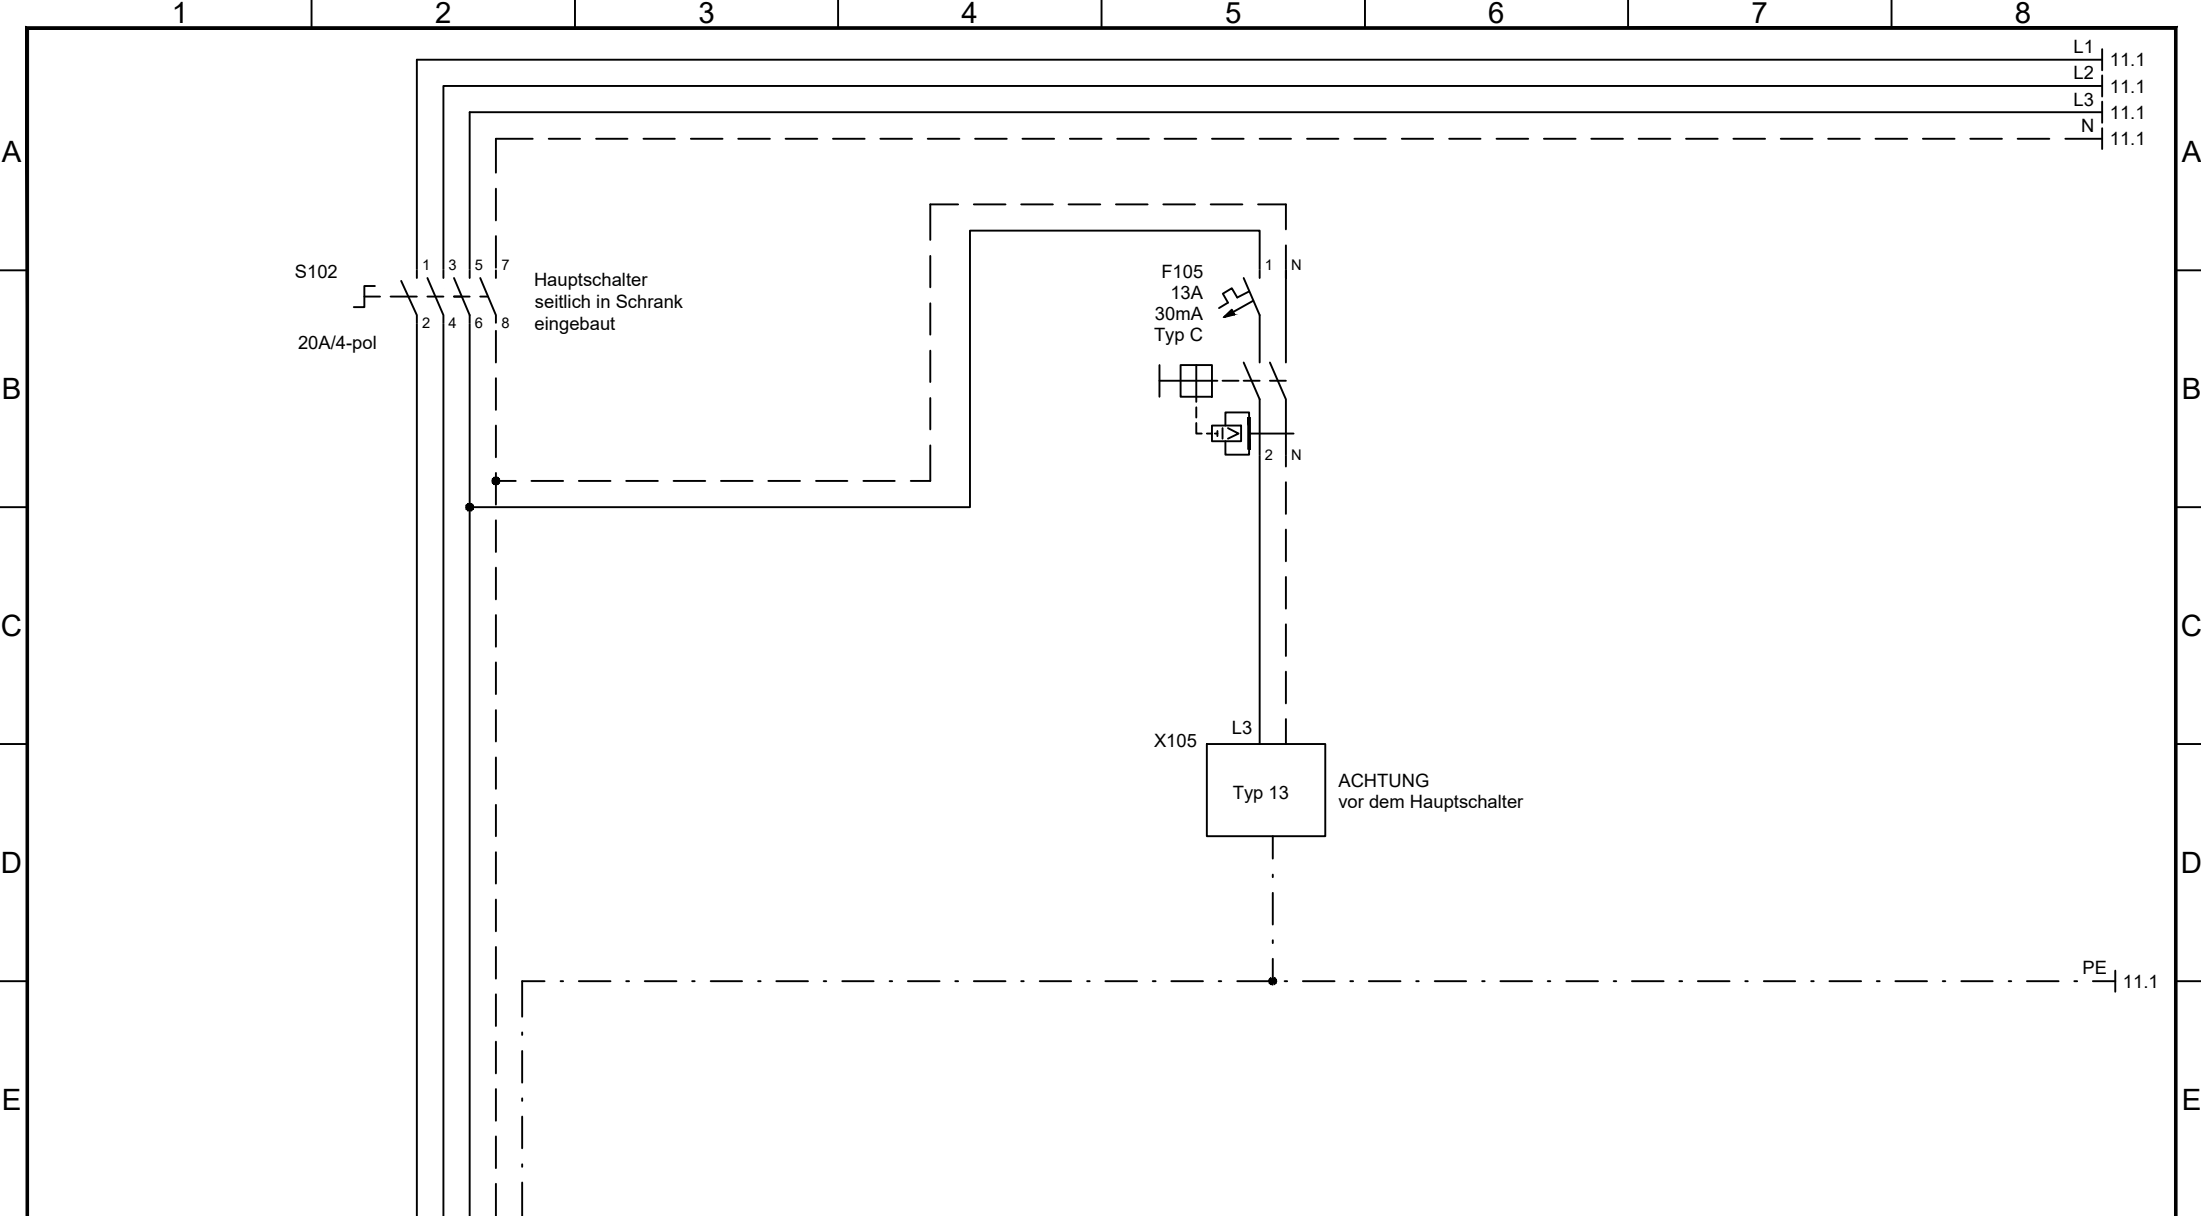 1 2 3 4 5 6 7 8
L1 11.1
L2 11.1
L3 11.1
N 11.1
A A
S102
1 3 5 7
2 4 6 8
20A/4-pol
Hauptschalter
seitlich in Schrank
eingebaut
F105
13A
30mA
Typ C
1 N
2 N
B B
C C
L3
X105
Typ 13
ACHTUNG
vor dem Hauptschalter
D D
PE 11.1
E E